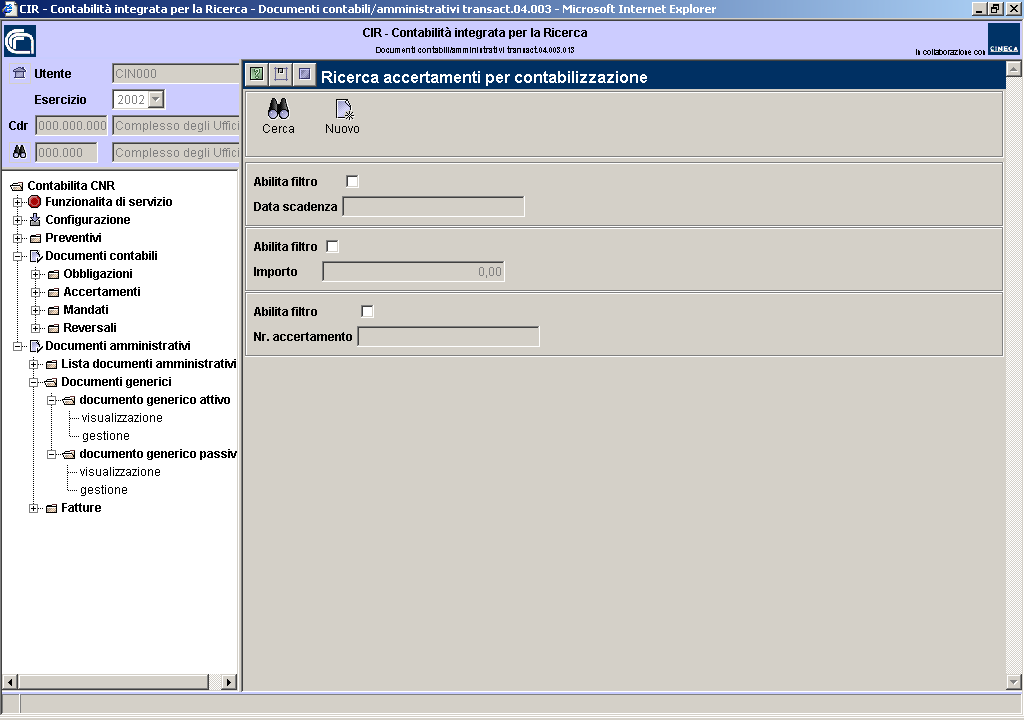 CIR - Contabilità integrata per la Ricerca - Documenti contabili/amministrativi transact.04.003 - Microsoft Internet Explorer
CIR - Contabilità integrata per la Ricerca
Documenti contabili/amministrativi transact.04.003.013
In collaborazione con
CINECA
Utente CIN000
Esercizio 2002
Cdr 000.000.000 Complesso degli Uffici
000.000 Complesso degli Uffici
Contabilita CNR
Funzionalita di servizio
Configurazione
Preventivi
Documenti contabili
Obbligazioni
Accertamenti
Mandati
Reversali
Documenti amministrativi
Lista documenti amministrativi
Documenti generici
documento generico attivo
visualizzazione
gestione
documento generico passiv
visualizzazione
gestione
Fatture
Ricerca accertamenti per contabilizzazione
Cerca Nuovo
Abilita filtro
Data scadenza
Abilita filtro
Importo 0,00
Abilita filtro
Nr. accertamento